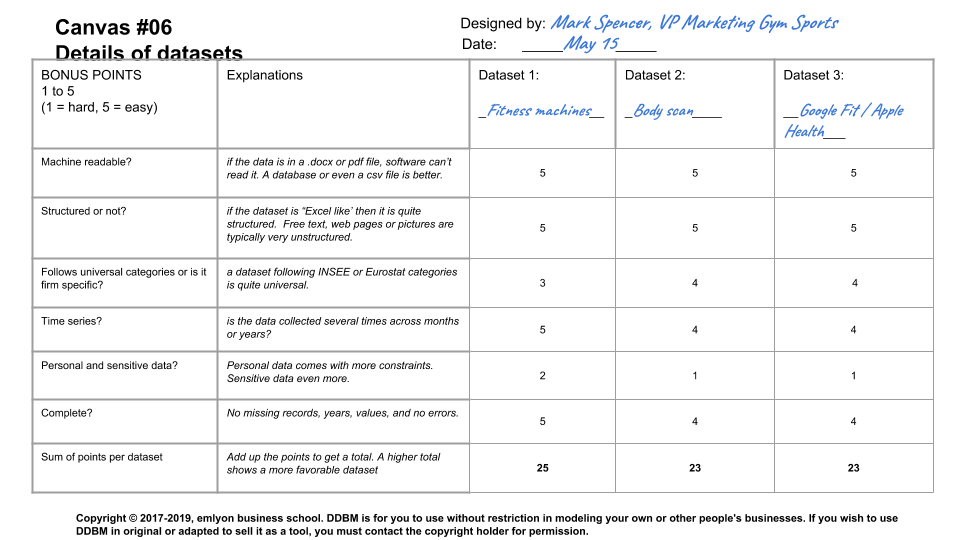 Canvas #06
Details of datasets
Designed by: Mark Spencer, VP Marketing Gym Sports
Date: _____May 15_____
BONUS POINTS
1 to 5
(1 = hard, 5 = easy)
Explanations
Dataset 1:
_Fitness machines__
Dataset 2:
_Body scan____
Dataset 3:
__Google Fit / Apple
Health___
Machine readable?
if the data is in a .docx or pdf file, software can’t
read it. A database or even a csv file is better.
5
5
5
Structured or not?
if the dataset is “Excel like’ then it is quite
structured.  Free text, web pages or pictures are
typically very unstructured.
5
5
5
Follows universal categories or is it
firm specific?
a dataset following INSEE or Eurostat categories
is quite universal.
3
4
4
Time series?
is the data collected several times across months
or years?
5
4
4
Personal and sensitive data?
Personal data comes with more constraints.
Sensitive data even more.
2
1
1
Complete?
No missing records, years, values, and no errors.
5
4
4
Sum of points per dataset
Add up the points to get a total. A higher total
shows a more favorable dataset
25
23
23
Copyright © 2017-2019, emlyon business school. DDBM is for you to use without restriction in modeling your own or other people's businesses. If you wish to use
DDBM in original or adapted to sell it as a tool, you must contact the copyright holder for permission.